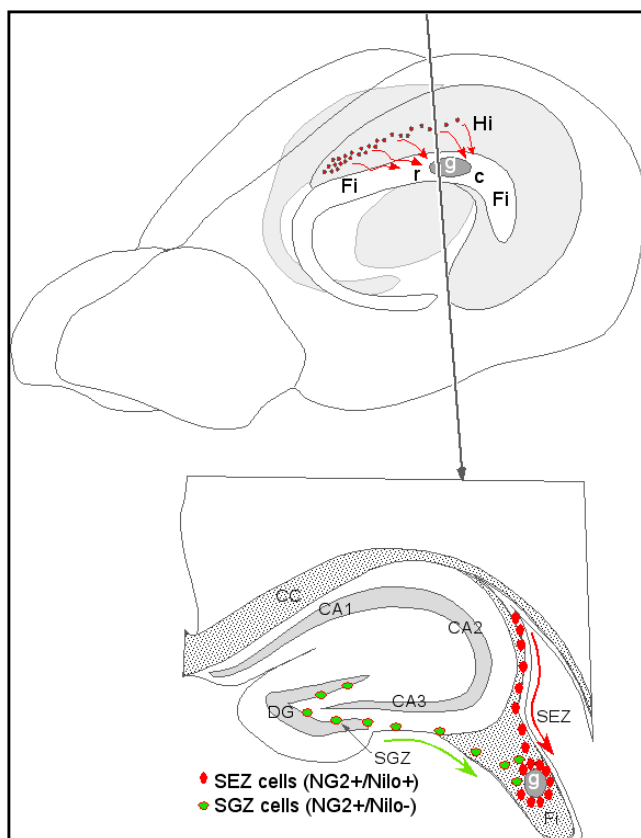 Hi
g
Fi
r
c
Fi
CC
CA1
CA2
CA3
DG
SEZ
SGZ
g
Fi
SEZ cells (NG2+/Nilo+)
SGZ cells (NG2+/Nilo-)